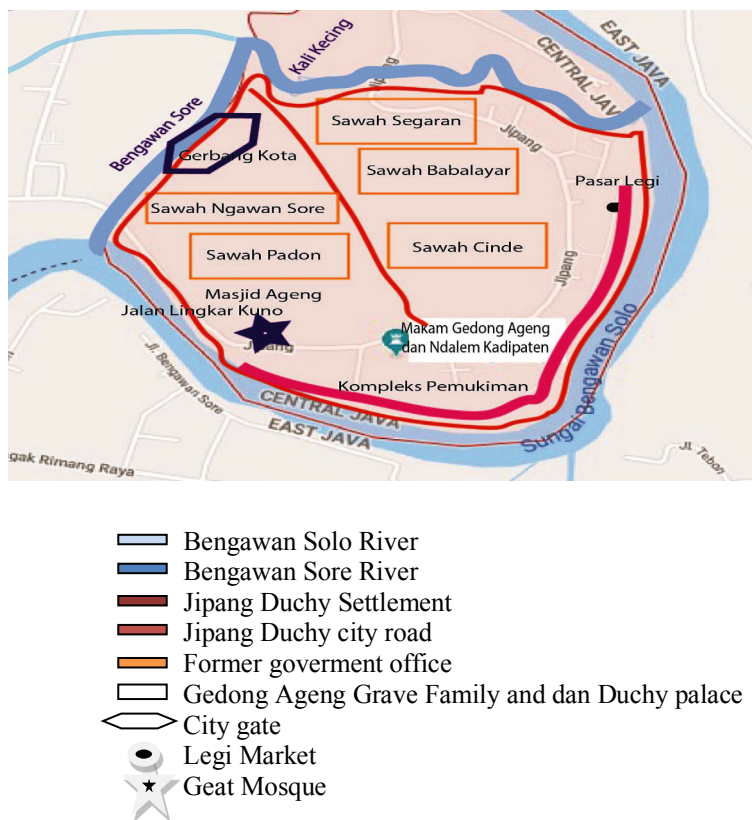 Kali Kecing
EAST JAVA
CENTRAL JAV
Bengawan Sore
Jip
Sawah Segaran
Jipang
Gerbang Kota
Sawah Babalayar
Pasar Legi
Sawah Ngawan Sore
Sawah Padon
Sawah Cinde
Jipang
Masjid Ageng
Jalan Lingkar Kuno
Makam Gedong Ageng
dan Ndalem Kadipaten
Jl. Bengawan Sore
Kompleks Pemukiman
CENTRAL JAVA
EAST JAVA
Sungai Bengawan Solo
gak Rimang Raya
Jl. Tebon
Bengawan Solo River
Bengawan Sore River
Jipang Duchy Settlement
Jipang Duchy city road
Former goverment office
Gedong Ageng Grave Family and dan Duchy palace
City gate
Legi Market
Geat Mosque